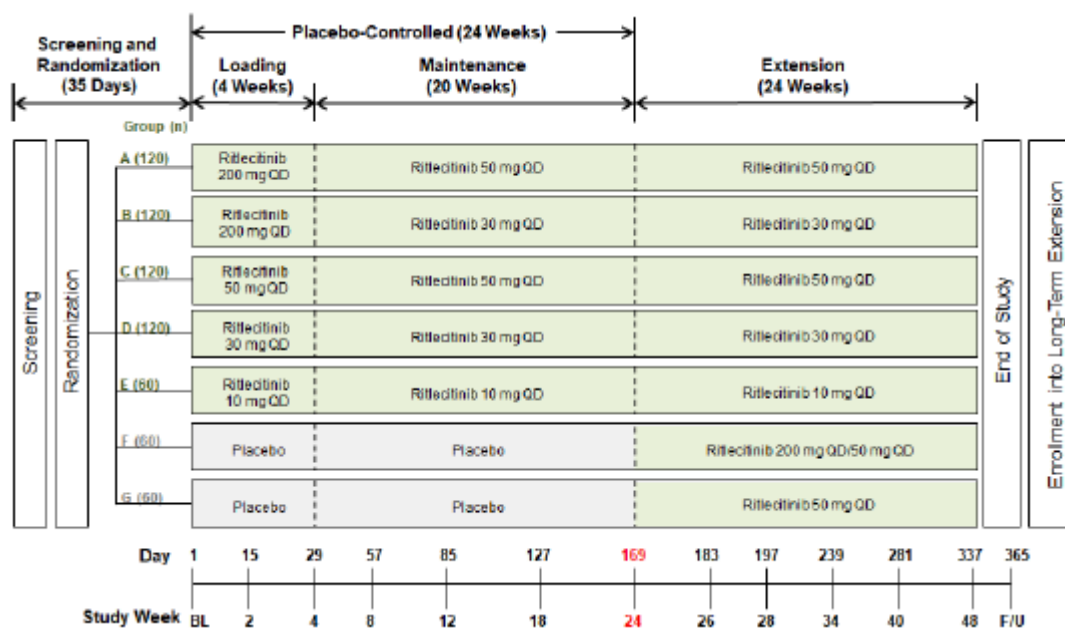 Placebo-Controlled (24 Weeks)
Screening and
Randomization
(35 Days)
Loading
(4 Weeks)
Maintenance
(20 Weeks)
Extension
(24 Weeks)
Group (n)
Screening
Randomization
A (120)
Ritlecitinib
200 mg QD
Ritlecitinib 50 mg QD
Ritlecitinib 50 mg QD
B (120)
Ritlecitinib
200 mg QD
Ritlecitinib 30 mg QD
Ritlecitinib 30 mg QD
C (120)
Ritlecitinib
50 mg QD
Ritlecitinib 50 mg QD
Ritlecitinib 50 mg QD
D (120)
Ritlecitinib
30 mg QD
Ritlecitinib 30 mg QD
Ritlecitinib 30 mg QD
E (60)
Ritlecitinib
10 mg QD
Ritlecitinib 10 mg QD
Ritlecitinib 10 mg QD
F (60)
Placebo
Placebo
Ritlecitinib 200 mg QD/50 mg QD
G (60)
Placebo
Placebo
Ritlecitinib 50 mg QD
End of Study
Enrollment into Long-Term Extension
Day 1 15 29 57 85 127 169 183 197 239 281 337 365
Study Week BL 2 4 8 12 18 24 26 28 34 40 48 F/U